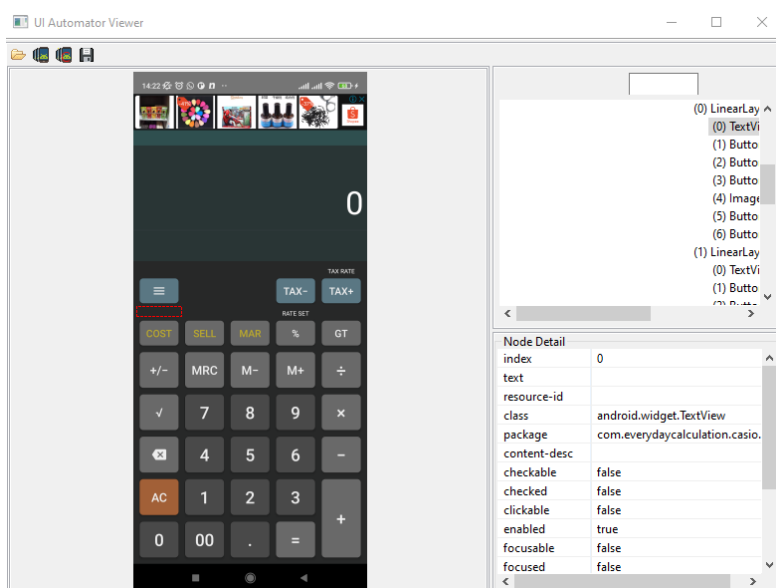 UI Automator Viewer
14:22
0
TAX RATE
TAX- TAX+
RATE SET
COST SELL MAR % GT
+/- MRC M- M+ ÷
√ 7 8 9 ×
4 5 6 -
AC 1 2 3 +
0 00 . =
(0) LinearLay
(0) TextVi
(1) Butto
(2) Butto
(3) Butto
(4) Image
(5) Butto
(6) Butto
(1) LinearLay
(0) TextVi
(1) Butto
Node Detail
index 0
text
resource-id
class android.widget.TextView
package com.everydaycalculation.casio.
content-desc
checkable false
checked false
clickable false
enabled true
focusable false
focused false